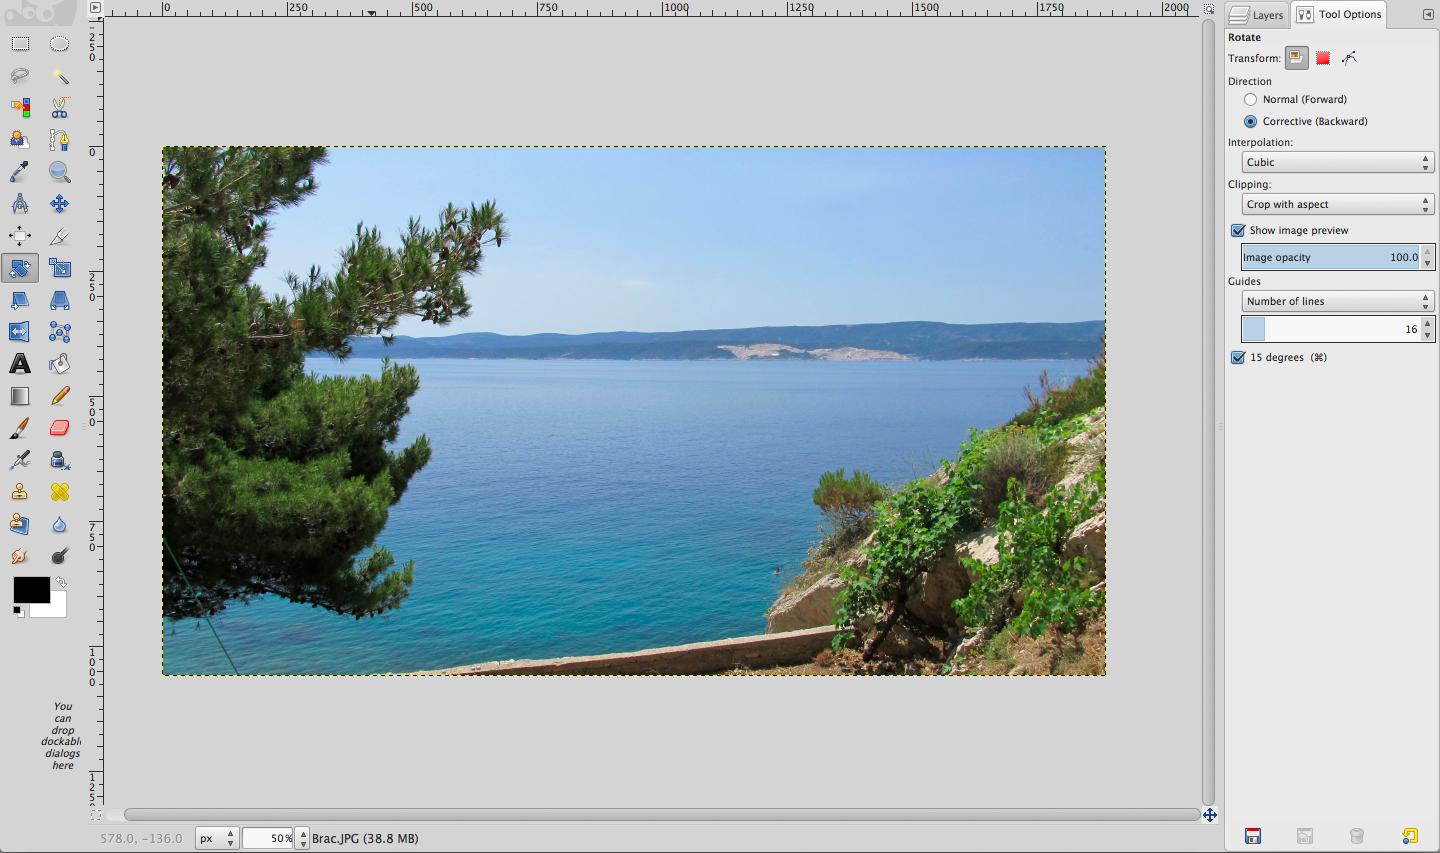 0 250 500 750 1000 1250 1500 1750 2000
250
0
250
500
750
1000
1250
You
can
drop
dockabl
dialogs
here
578.0, -136.0 px 50% Brac.JPG (38.8 MB)
Layers Tool Options
Rotate
Transform:
Direction
Normal (Forward)
Corrective (Backward)
Interpolation:
Cubic
Clipping:
Crop with aspect
Show image preview
Image opacity 100.0
Guides
Number of lines
16
15 degrees (⌘)